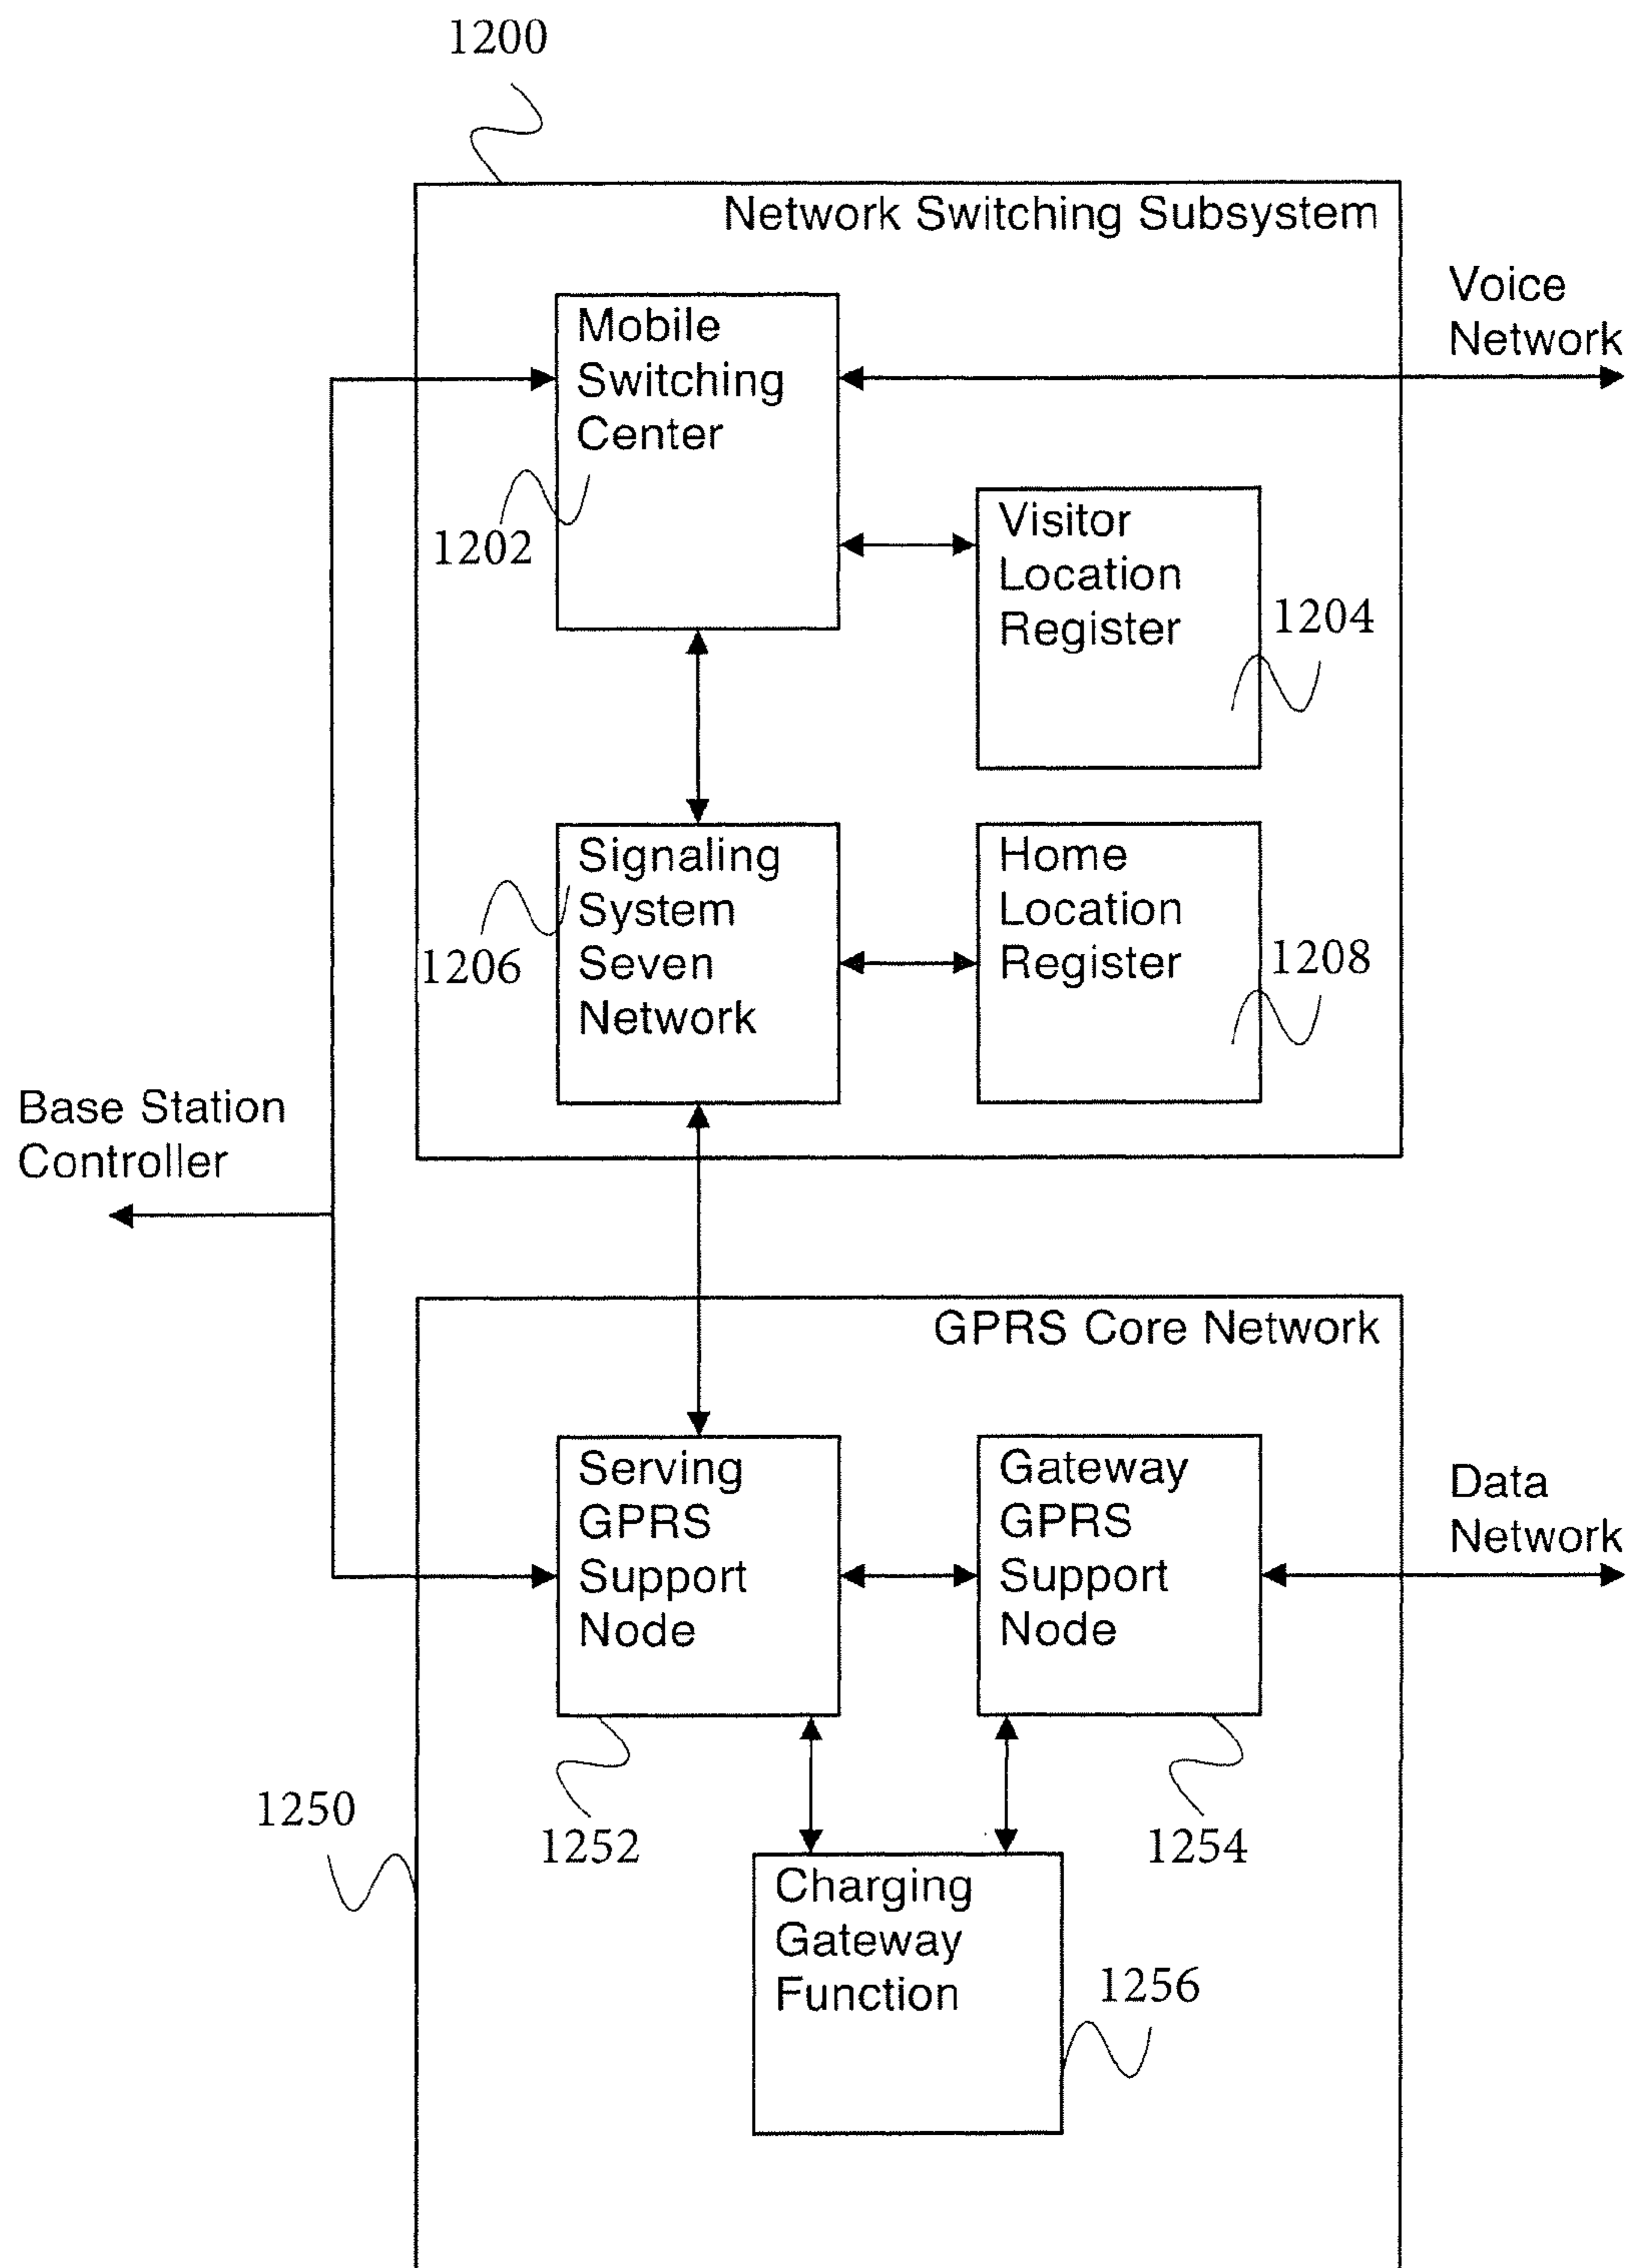 1200
Network Switching Subsystem
Voice
Network
Mobile
Switching
Center
1202
Visitor
Location
Register
1204
Signaling
System
Seven
Network
1206
Home
Location
Register
1208
Base Station
Controller
GPRS Core Network
Serving
GPRS
Support
Node
Gateway
GPRS
Support
Node
Data
Network
1250
1252
1254
Charging
Gateway
Function
1256